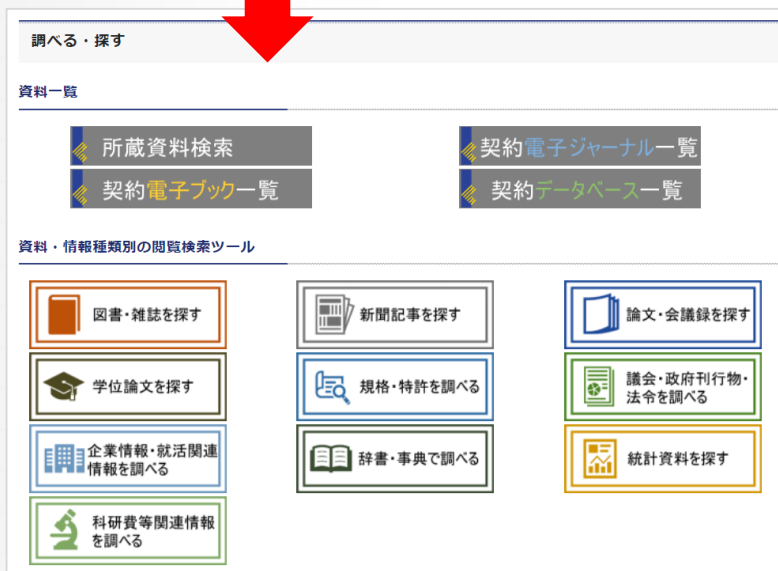 調べる・探す
資料一覧
所蔵資料検索
契約電子ジャーナル一覧
契約電子ブック一覧
契約データベース一覧
資料・情報種類別の閲覧検索ツール
図書・雑誌を探す
新聞記事を探す
論文・会議録を探す
学位論文を探す
規格・特許を調べる
議会・政府刊行物・
法令を調べる
企業情報・就活関連
情報を調べる
辞書・事典で調べる
統計資料を探す
科研費等関連情報
を調べる